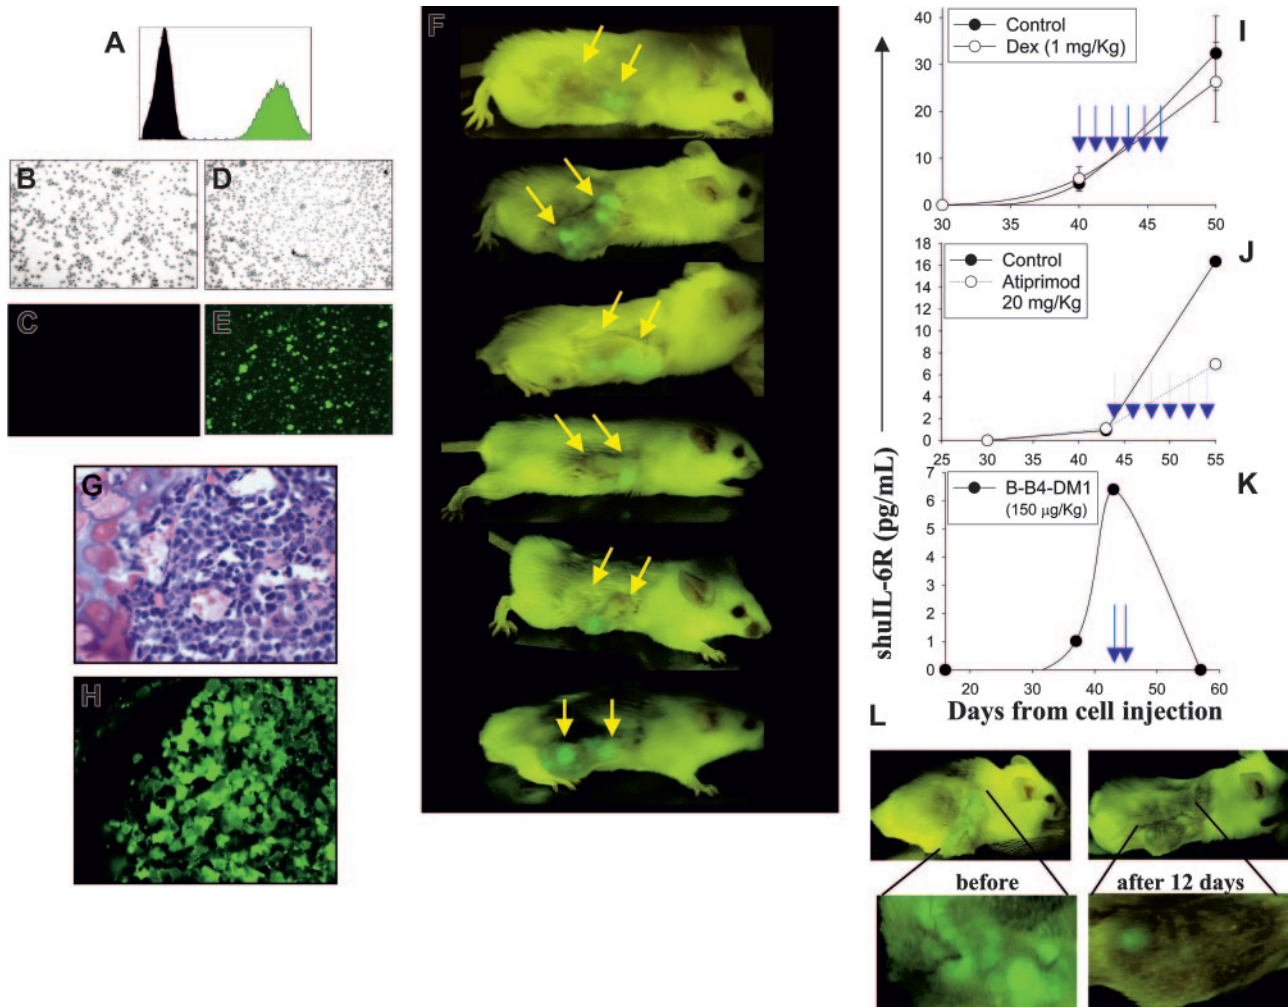 A
B
D
C
E
G
H
F
I
Control
Dex (1 mg/Kg)
40
30
20
10
0
30
40
50
J
Control
Atiprimod
20 mg/Kg
18
16
14
12
10
8
6
4
2
0
25
30
35
40
45
50
55
K
B-B4-DM1
(150 µg/Kg)
7
6
5
4
3
2
1
0
20
30
40
50
60
shuIL-6R (pg/mL)
Days from cell injection
L
before
after 12 days